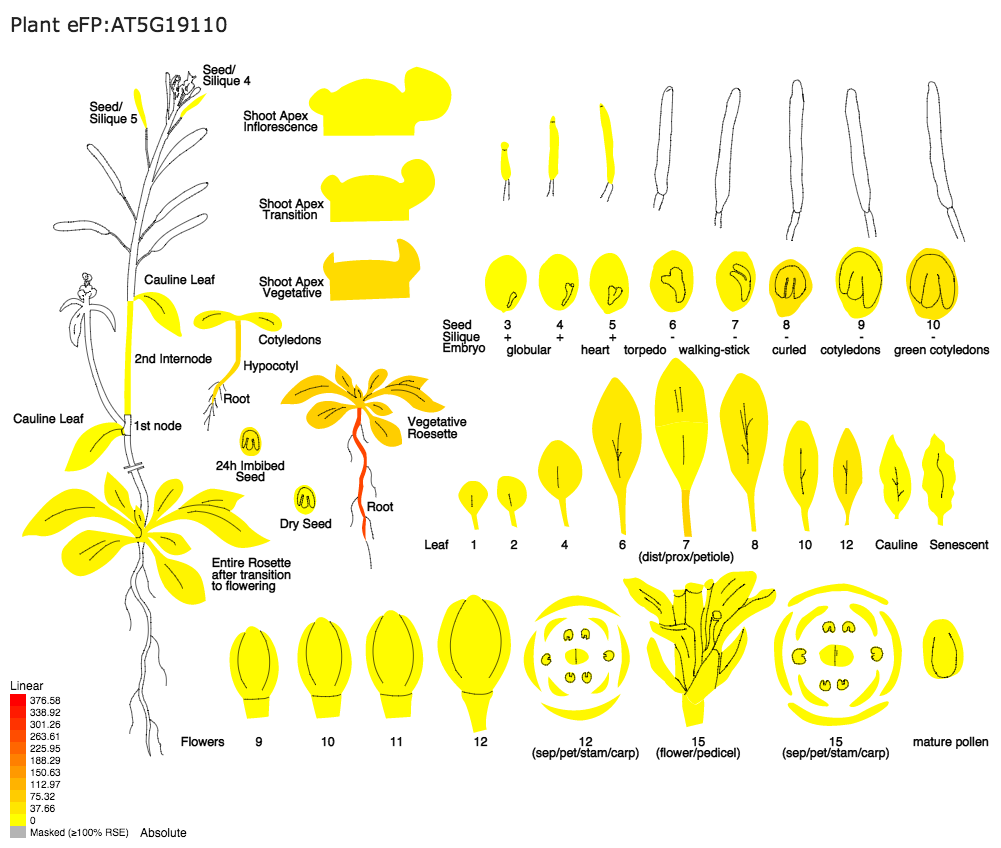 Plant eFP:AT5G19110
Seed/
Silique 4
Seed/
Silique 5
Shoot Apex
Inflorescence
Shoot Apex
Transition
Shoot Apex
Vegetative
Cauline Leaf
2nd Internode
Cauline Leaf
1st node
Cotyledons
Hypocotyl
Root
24h Imbibed
Seed
Dry Seed
Vegetative
Roesette
Root
Entire Rosette
after transition
to flowering
Seed 3 4 5 6 7 8 9 10
Silique + + + - - - - -
Embryo globular heart torpedo walking-stick curled cotyledons green cotyledons
Leaf 1 2 4 6 7 8 10 12 Cauline Senescent
(dist/prox/petiole)
Flowers 9 10 11 12 12 15 15 mature pollen
(sep/pet/stam/carp) (flower/pedicel) (sep/pet/stam/carp)
Linear
376.58
338.92
301.26
263.61
225.95
188.29
150.63
112.97
75.32
37.66
0
Masked (≥100% RSE) Absolute